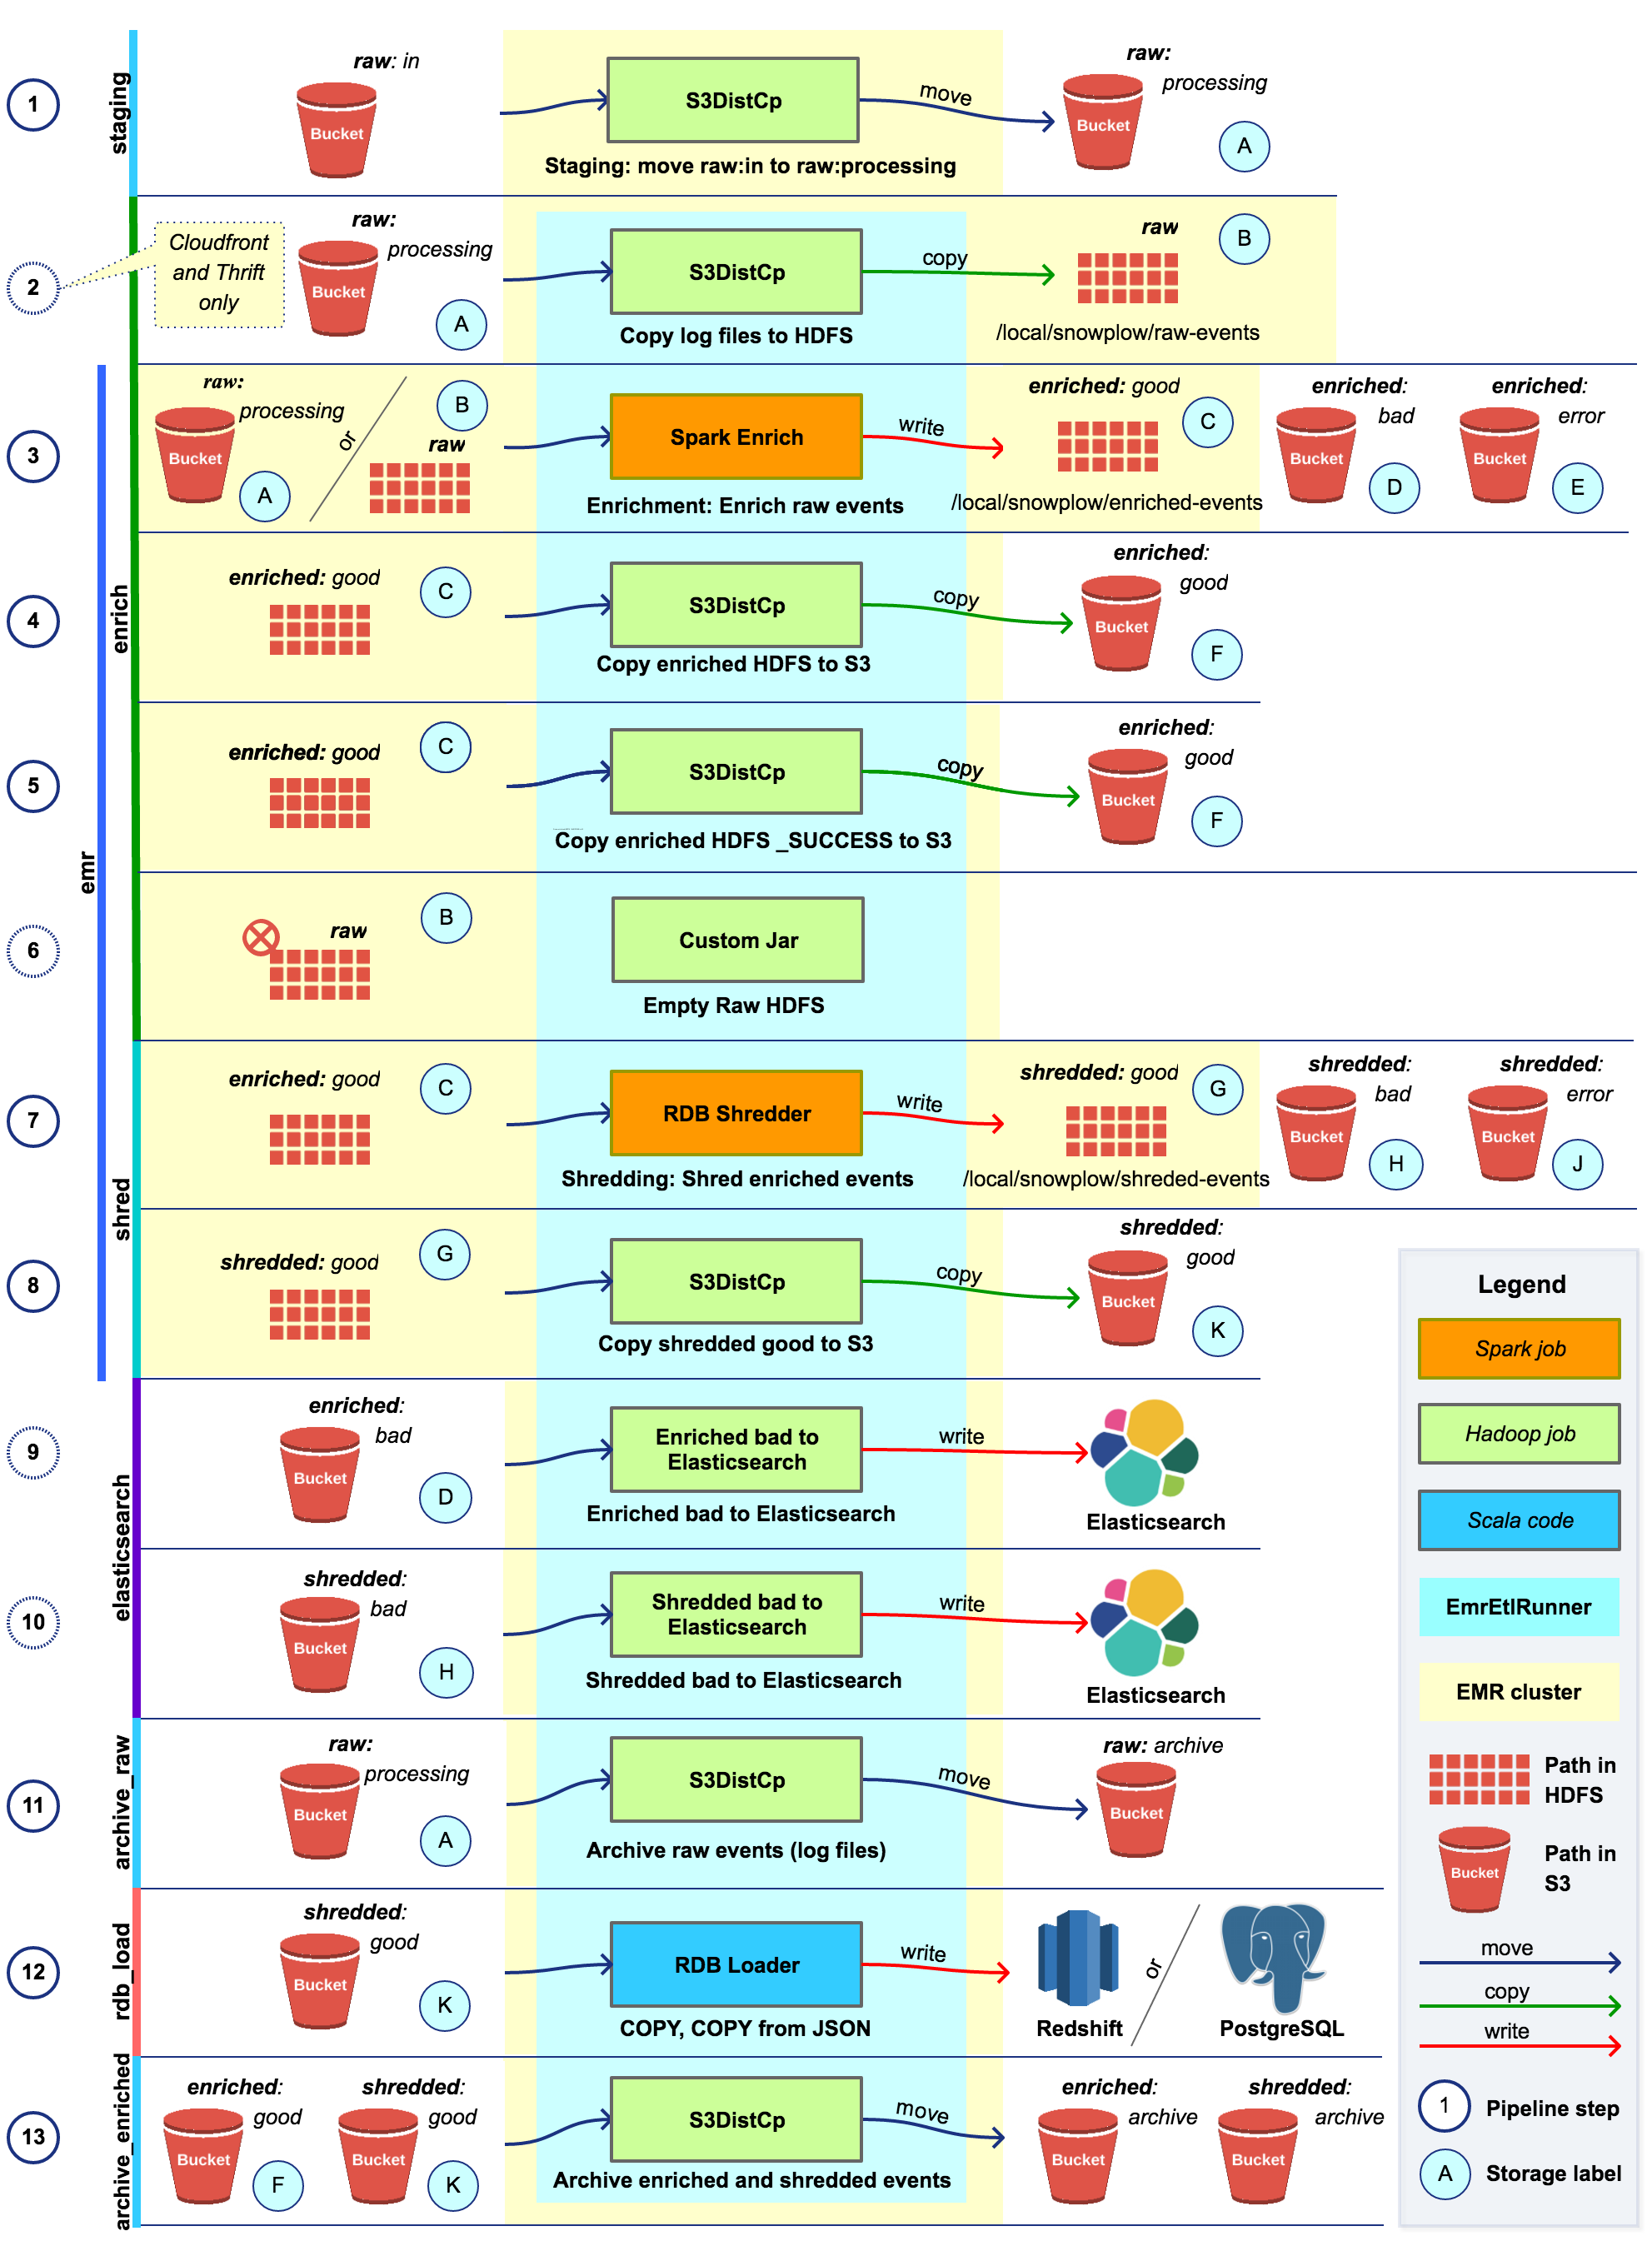 staging
1
raw: in
Bucket
S3DistCp
Staging: move raw:in to raw:processing
move
raw:
processing
Bucket
A
2
Cloudfront
and Thrift
only
raw:
processing
Bucket
A
S3DistCp
Copy log files to HDFS
copy
raw
B
/local/snowplow/raw-events
emr
enrich
3
raw:
processing
Bucket
A
or
B
raw
Spark Enrich
Enrichment: Enrich raw events
write
enriched: good
C
/local/snowplow/enriched-events
enriched:
bad
Bucket
D
enriched:
error
Bucket
E
4
enriched: good
C
S3DistCp
Copy enriched HDFS to S3
copy
enriched:
good
Bucket
F
5
enriched: good
C
S3DistCp
Copy enriched HDFS _SUCCESS to S3
copy
enriched:
good
Bucket
F
6
raw
B
Custom Jar
Empty Raw HDFS
shred
7
enriched: good
C
RDB Shredder
Shredding: Shred enriched events
write
shredded: good
G
/local/snowplow/shreded-events
shredded:
bad
Bucket
H
shredded:
error
Bucket
J
8
shredded: good
G
S3DistCp
Copy shredded good to S3
copy
shredded:
good
Bucket
K
elasticsearch
9
enriched:
bad
Bucket
D
Enriched bad to
Elasticsearch
Enriched bad to Elasticsearch
write
Elasticsearch
10
shredded:
bad
Bucket
H
Shredded bad to
Elasticsearch
Shredded bad to Elasticsearch
write
Elasticsearch
archive_raw
11
raw:
processing
Bucket
A
S3DistCp
Archive raw events (log files)
move
raw: archive
Bucket
rdb_load
12
shredded:
good
Bucket
K
RDB Loader
COPY, COPY from JSON
write
Redshift
or
PostgreSQL
archive_enriched
13
enriched:
good
Bucket
F
shredded:
good
Bucket
K
S3DistCp
Archive enriched and shredded events
move
enriched:
archive
Bucket
shredded:
archive
Bucket
Legend
Spark job
Hadoop job
Scala code
EmrEtlRunner
EMR cluster
Path in
HDFS
Bucket
Path in
S3
move
copy
write
1
Pipeline step
A
Storage label